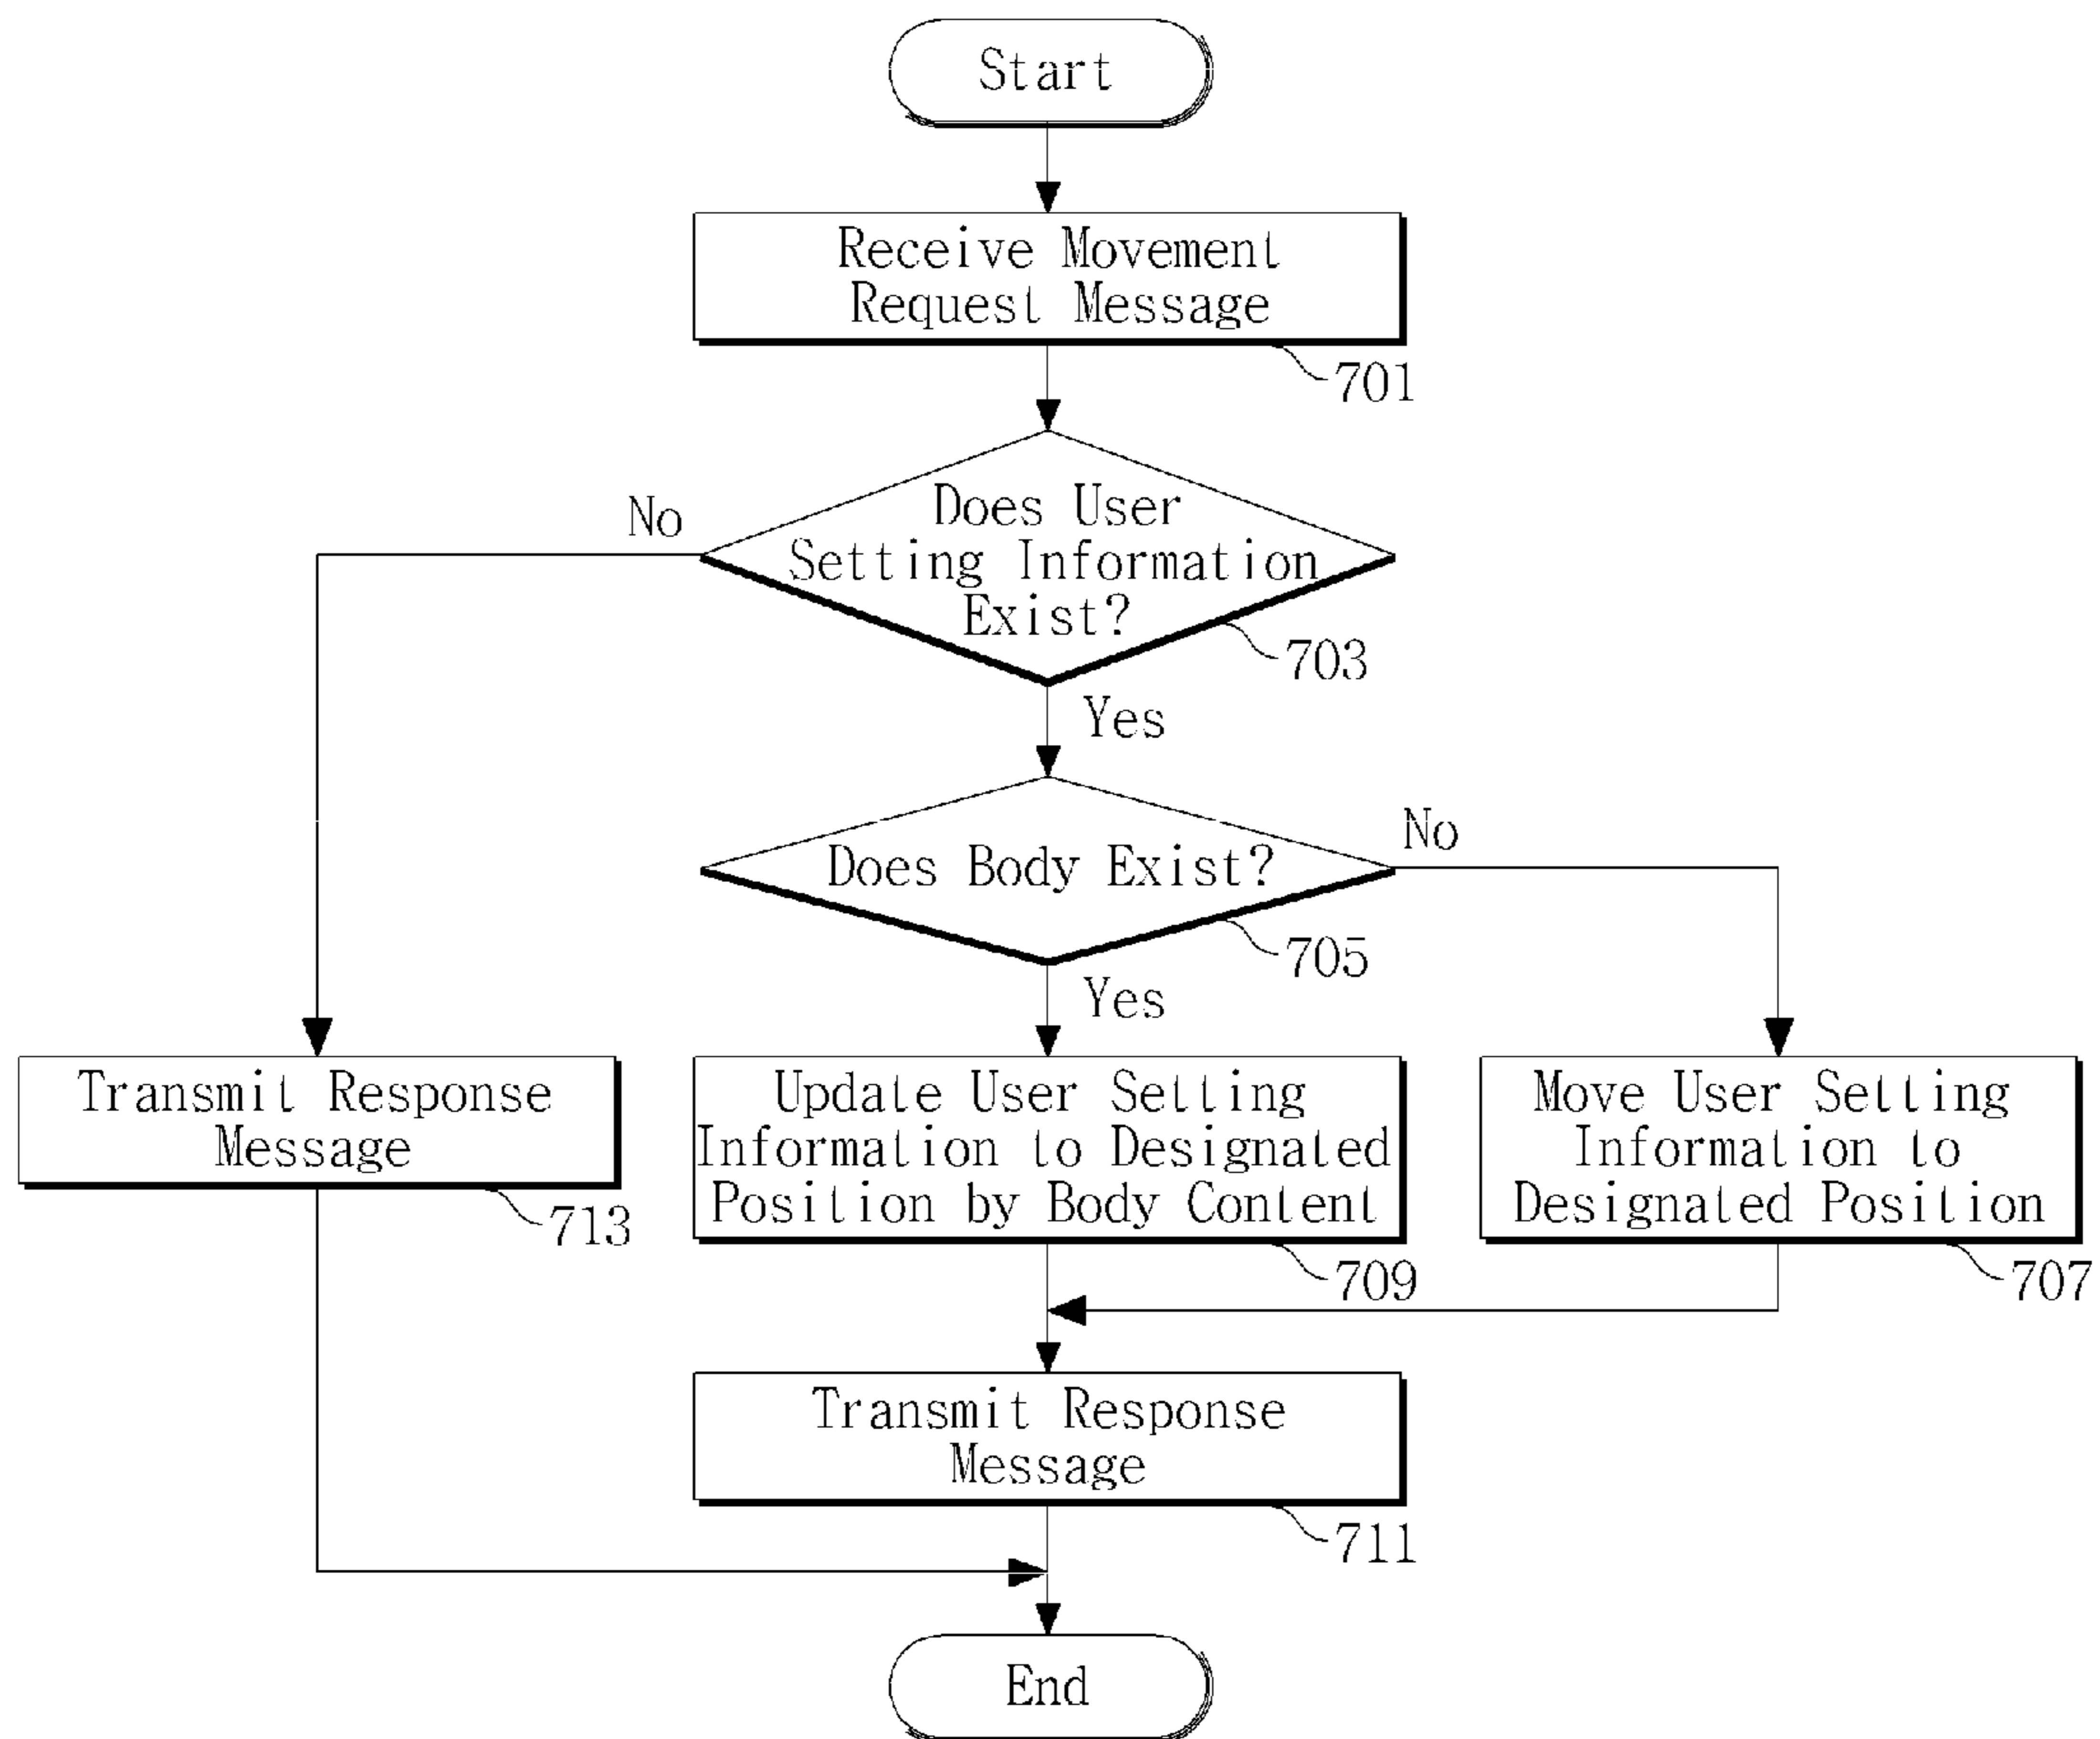 Start
Receive Movement
Request Message
701
Does User
Setting Information
Exist?
No
703
Yes
Does Body Exist?
No
705
Yes
Transmit Response
Message
713
Update User Setting
Information to Designated
Position by Body Content
709
Move User Setting
Information to
Designated Position
707
Transmit Response
Message
711
End